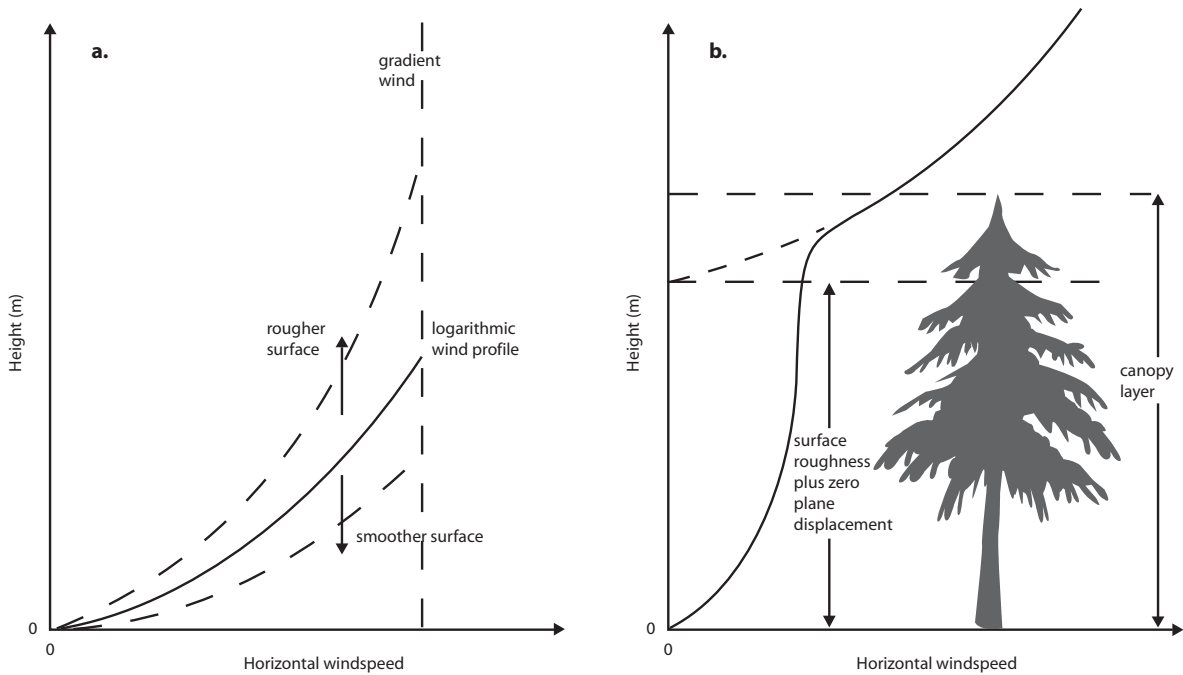 a.
gradient
wind
rougher
surface
logarithmic
wind profile
smoother surface
Height (m)
0
0
Horizontal windspeed
b.
canopy
layer
surface
roughness
plus zero
plane
displacement
Height (m)
0
0
Horizontal windspeed